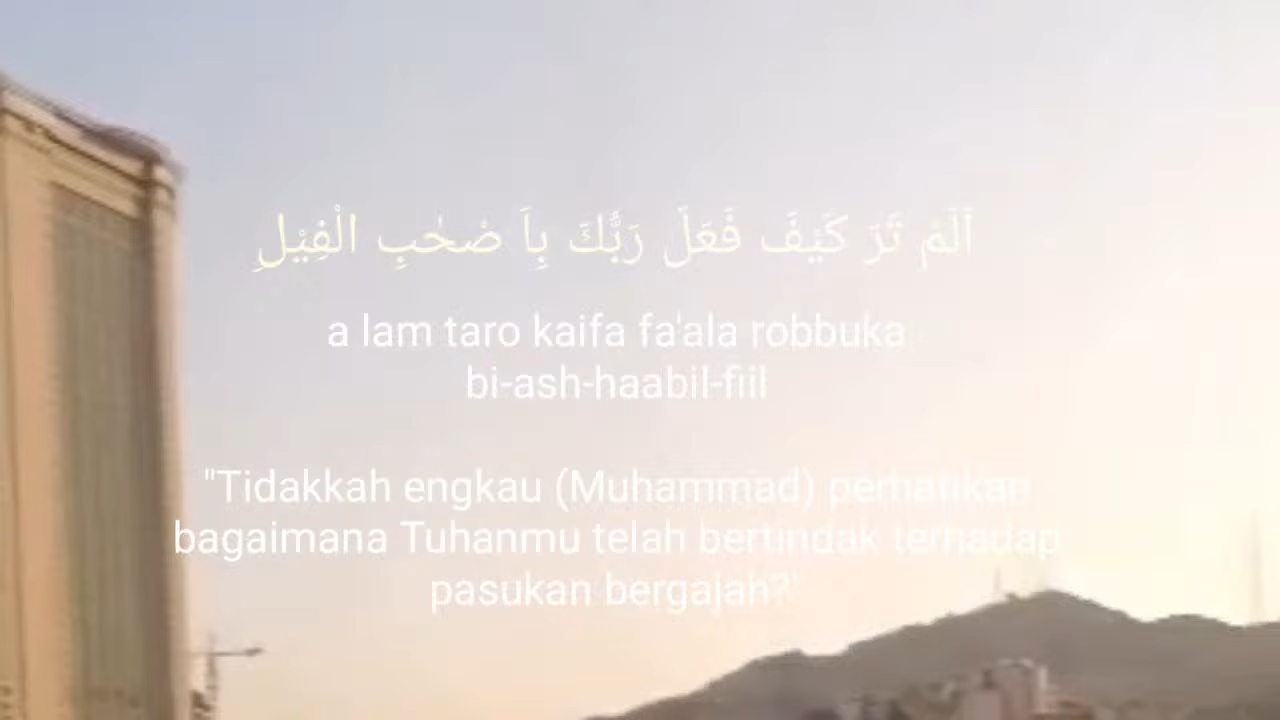 اَلَمْ تَرَ كَيْفَ فَعَلَ رَبُّكَ بِاَ صْحٰبِ الْفِيْلِ
a lam taro kaifa fa'ala robbuka
bi-ash-haabil-fiil
"Tidakkah engkau (Muhammad) perhatikan
bagaimana Tuhanmu telah bertindak terhadap
pasukan bergajah?"